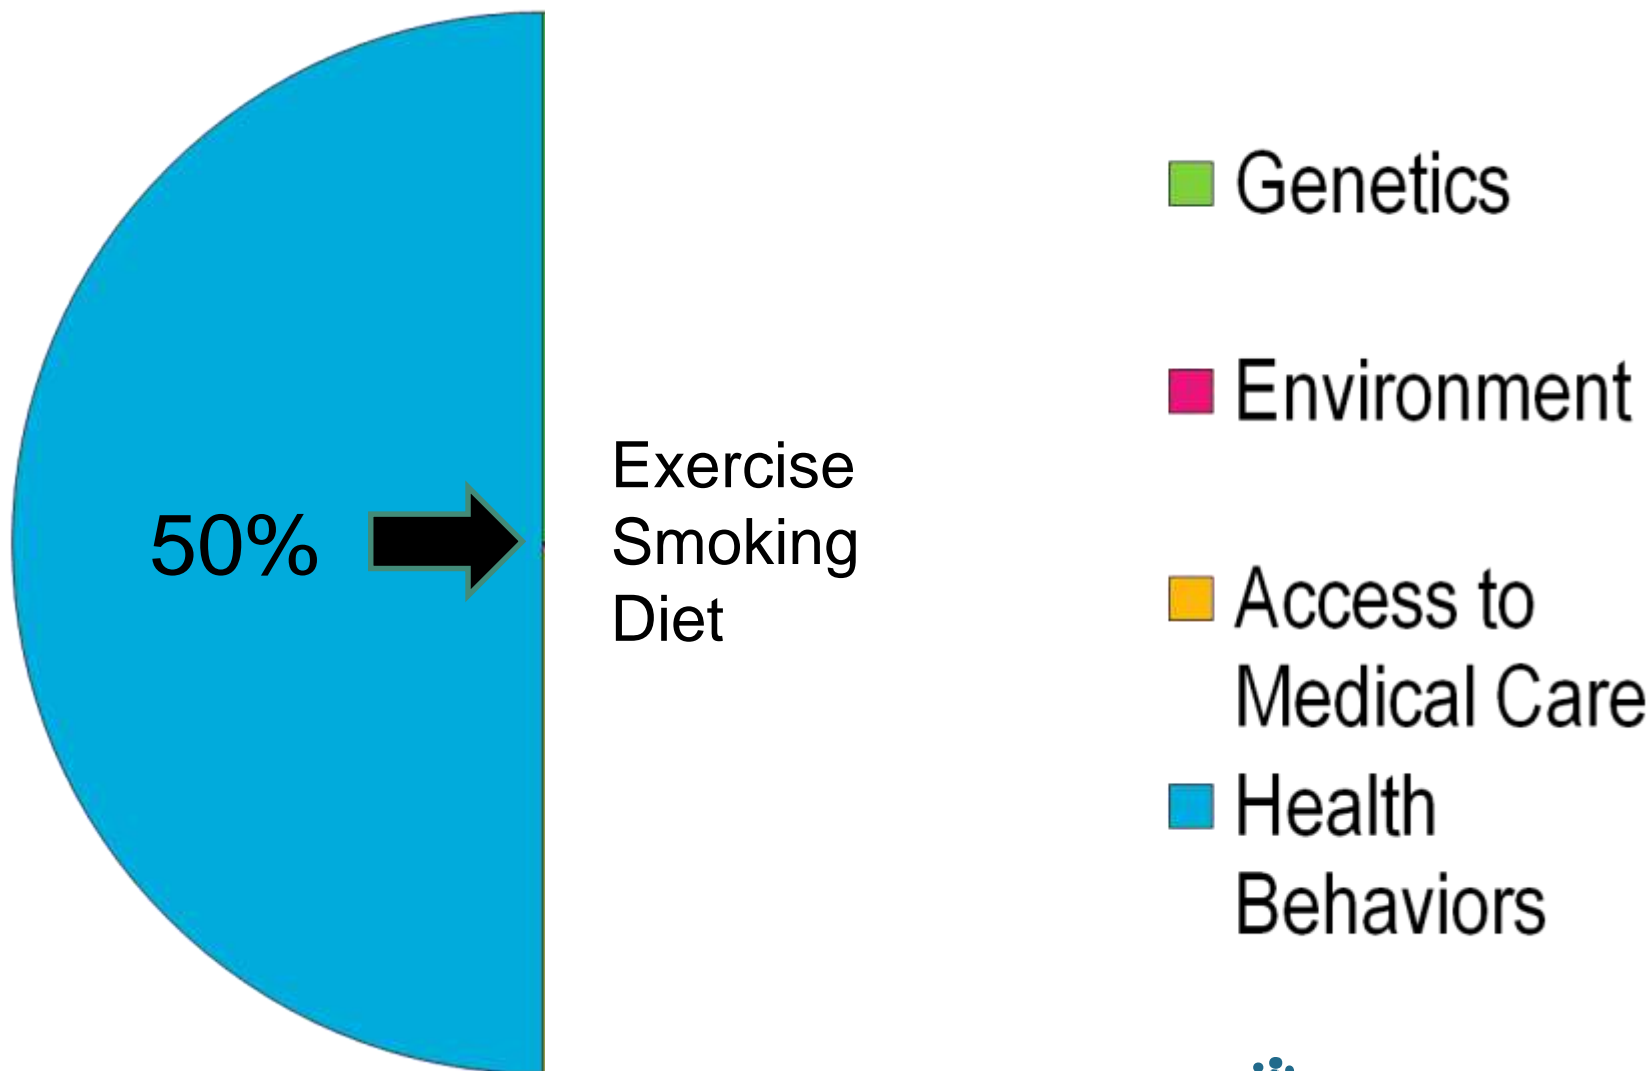 50%
Exercise
Smoking
Diet
Genetics
Environment
Access to
Medical Care
Health
Behaviors